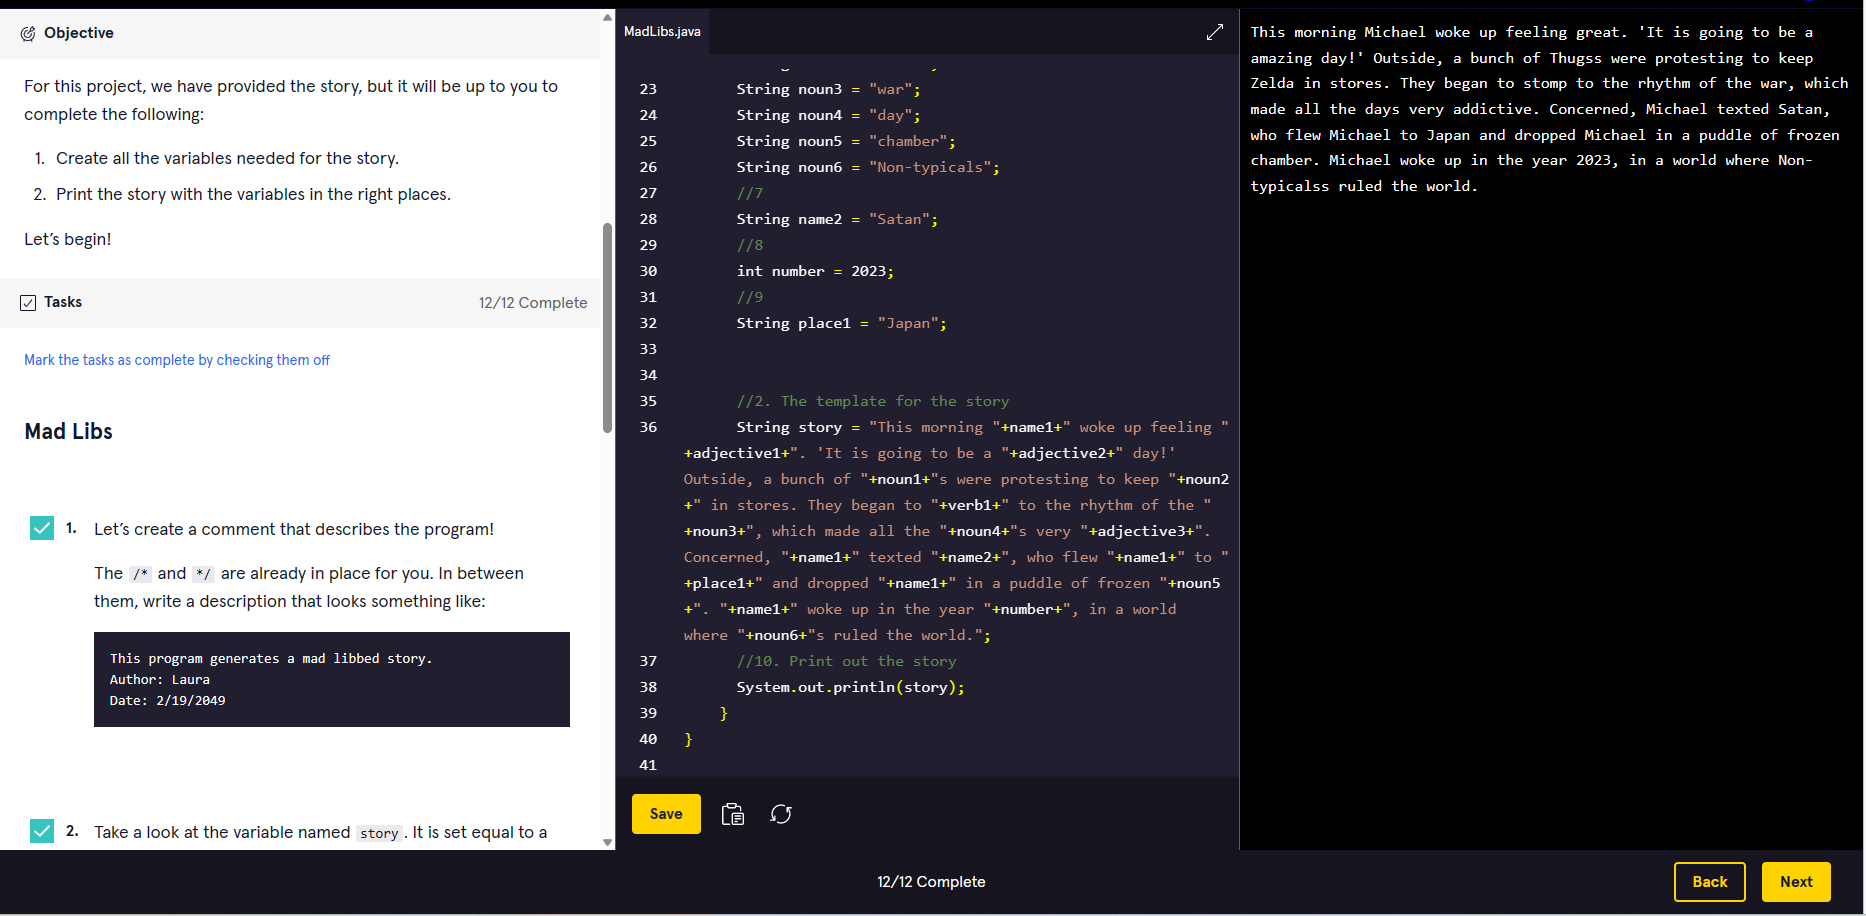 Objective
For this project, we have provided the story, but it will be up to you to
complete the following:
1. Create all the variables needed for the story.
2. Print the story with the variables in the right places.
Let's begin!
Tasks
12/12 Complete
Mark the tasks as complete by checking them off
Mad Libs
1. Let's create a comment that describes the program!
The /* and */ are already in place for you. In between
them, write a description that looks something like:
This program generates a mad libbed story.
Author: Laura
Date: 2/19/2049
2. Take a look at the variable named story. It is set equal to a
MadLibs.java
23 String noun3 = "war";
24 String noun4 = "day";
25 String noun5 = "chamber";
26 String noun6 = "Non-typicals";
27 //7
28 String name2 = "Satan";
29 //8
30 int number = 2023;
31 //9
32 String place1 = "Japan";
33
34
35 //2. The template for the story
36 String story = "This morning "+name1+" woke up feeling "
+adjective1+". 'It is going to be a "+adjective2+" day!'
Outside, a bunch of "+noun1+"s were protesting to keep "+noun2
+" in stores. They began to "+verb1+" to the rhythm of the "
+noun3+", which made all the "+noun4+"s very "+adjective3+".
Concerned, "+name1+" texted "+name2+", who flew "+name1+" to "
+place1+" and dropped "+name1+" in a puddle of frozen "+noun5
+". "+name1+" woke up in the year "+number+", in a world
where "+noun6+"s ruled the world.";
37 //10. Print out the story
38 System.out.println(story);
39 }
40 }
41
Save
This morning Michael woke up feeling great. 'It is going to be a
amazing day!' Outside, a bunch of Thugss were protesting to keep
Zelda in stores. They began to stomp to the rhythm of the war, which
made all the days very addictive. Concerned, Michael texted Satan,
who flew Michael to Japan and dropped Michael in a puddle of frozen
chamber. Michael woke up in the year 2023, in a world where Non-
typicalss ruled the world.
12/12 Complete
Back
Next